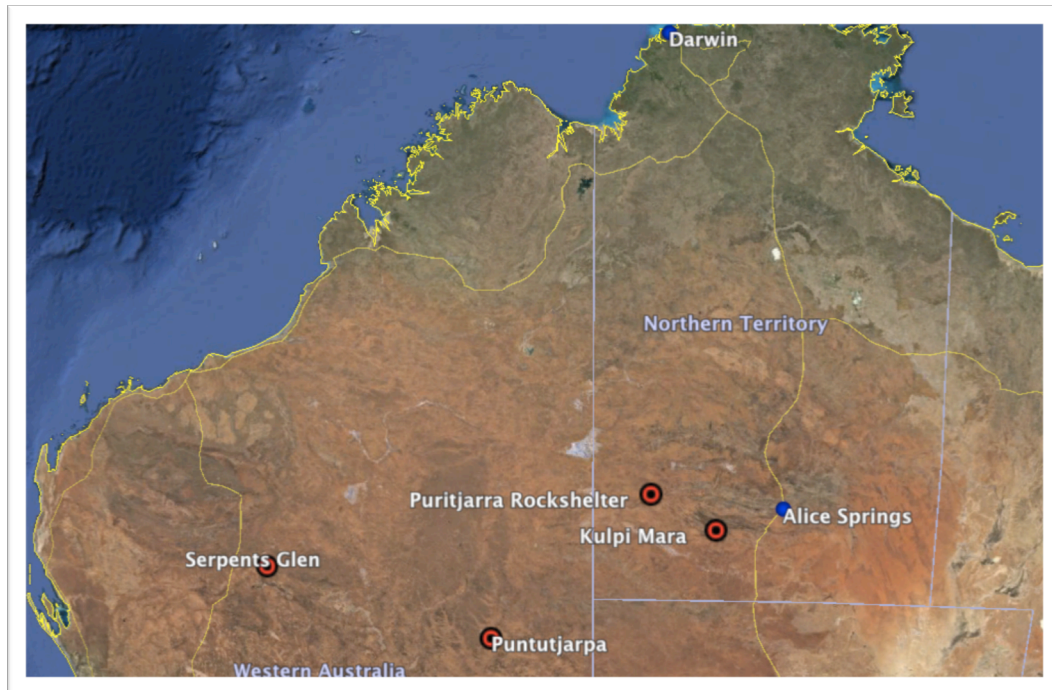 Darwin
Northern Territory
Puritjarra Rockshelter
Alice Springs
Kulpi Mara
Serpents Glen
Puntutjarpa
Western Australia